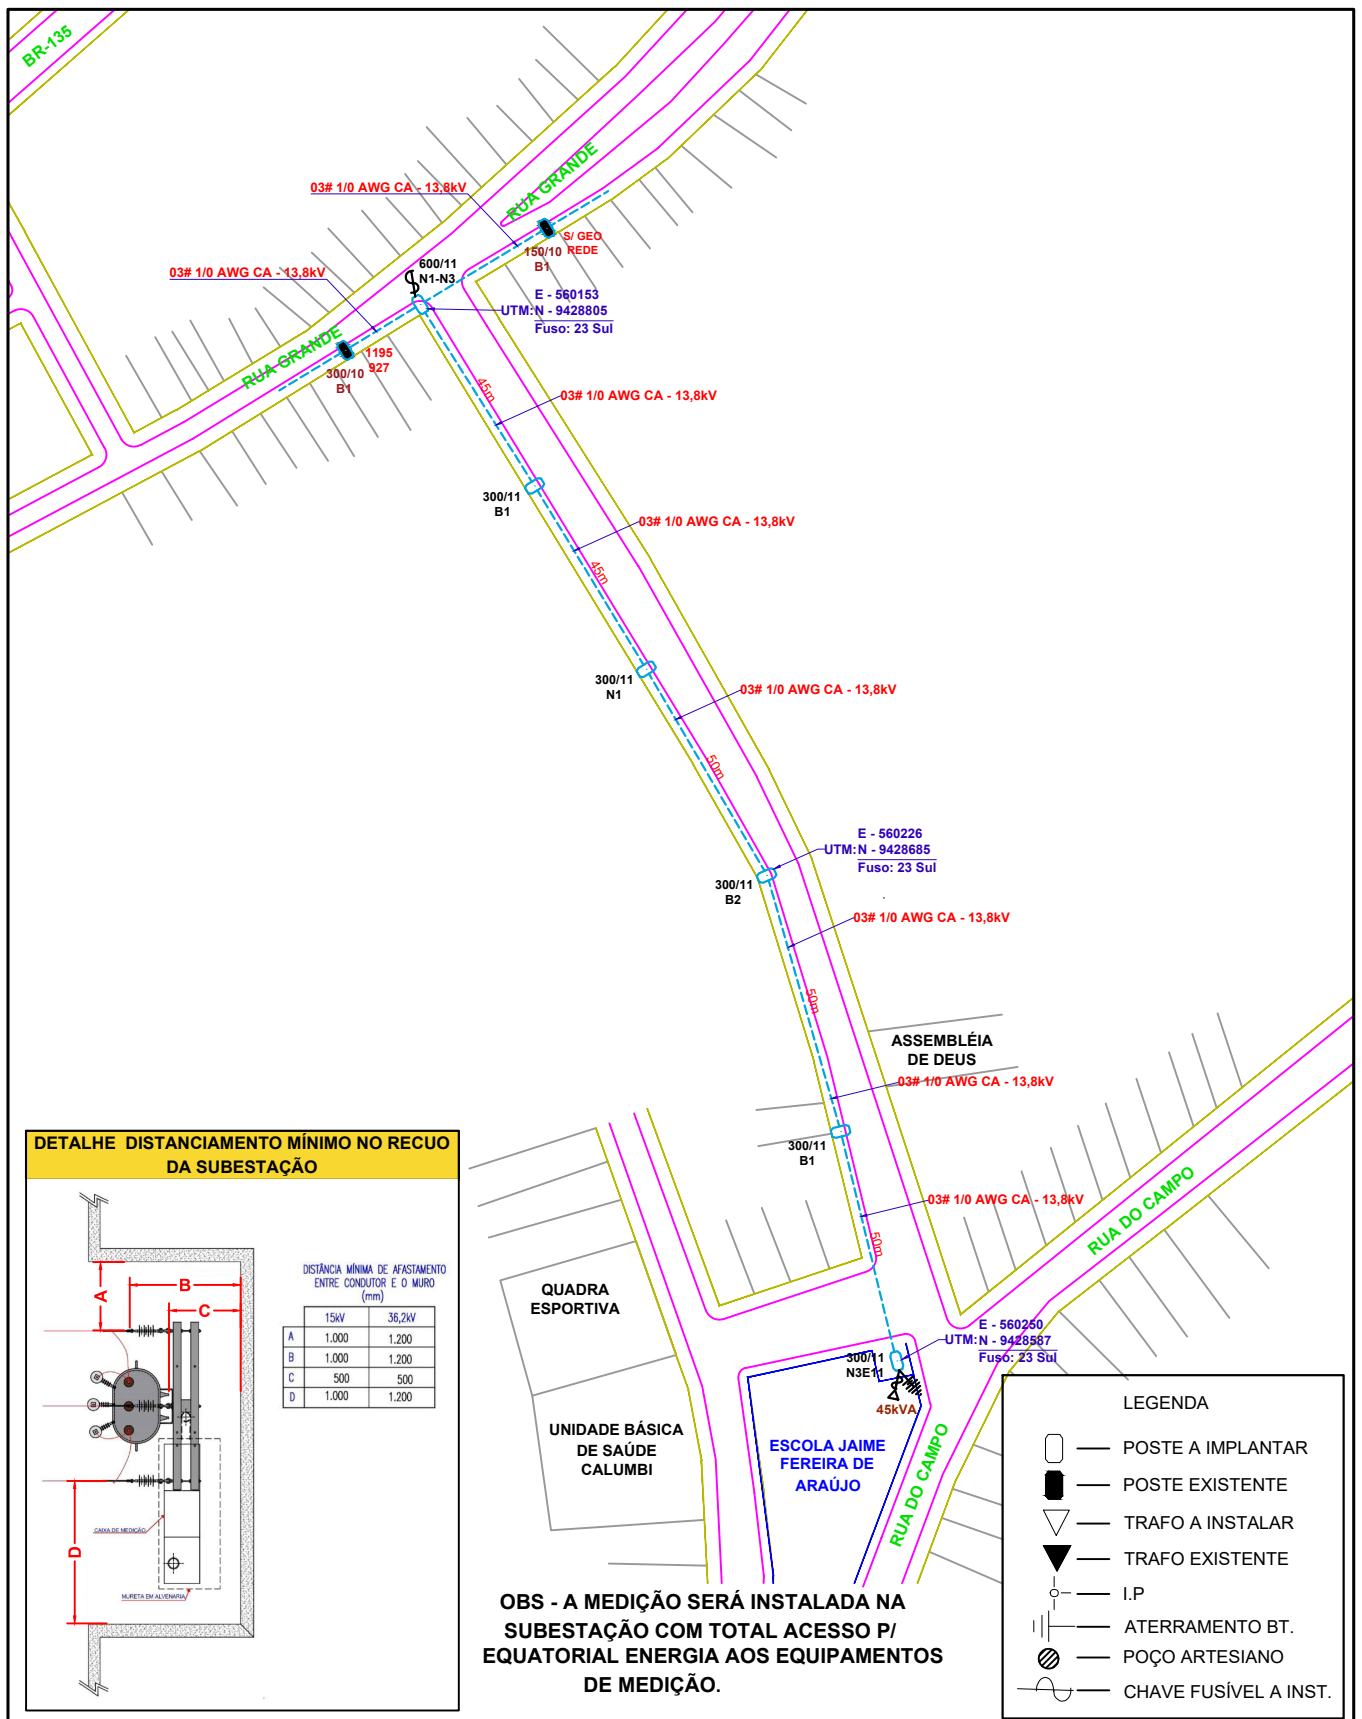 BR-135
RUA GRANDE
03# 1/0 AWG CA - 13,8kV
S/ GEO
REDE
150/10
B1
600/11
N1-N3
03# 1/0 AWG CA - 13,8kV
E - 560153
UTM: N - 9428805
Fuso: 23 Sul
RUA GRANDE
1195
927
300/10
B1
45m
03# 1/0 AWG CA - 13,8kV
300/11
B1
03# 1/0 AWG CA - 13,8kV
45m
300/11
N1
03# 1/0 AWG CA - 13,8kV
50m
E - 560226
UTM: N - 9428685
Fuso: 23 Sul
300/11
B2
03# 1/0 AWG CA - 13,8kV
50m
ASSEMBLÉIA
DE DEUS
03# 1/0 AWG CA - 13,8kV
300/11
B1
03# 1/0 AWG CA - 13,8kV
50m
RUA DO CAMPO
QUADRA
ESPORTIVA
E - 560250
UTM: N - 9428587
Fuso: 23 Sul
300/11
N3E11
45kVA
UNIDADE BÁSICA
DE SAÚDE
CALUMBI
ESCOLA JAIME
FEREIRA DE
ARAÚJO
RUA DO CAMPO
DETALHE DISTANCIAMENTO MÍNIMO NO RECUO
DA SUBESTAÇÃO
A
B
C
D
CAIXA DE MEDIÇÃO
MURETA EM ALVENARIA
DISTÂNCIA MÍNIMA DE AFASTAMENTO
ENTRE CONDUTOR E O MURO
(mm)
15kV 36,2kV
A 1.000 1.200
B 1.000 1.200
C 500 500
D 1.000 1.200
OBS - A MEDIÇÃO SERÁ INSTALADA NA
SUBESTAÇÃO COM TOTAL ACESSO P/
EQUATORIAL ENERGIA AOS EQUIPAMENTOS
DE MEDIÇÃO.
LEGENDA
POSTE A IMPLANTAR
POSTE EXISTENTE
TRAFO A INSTALAR
TRAFO EXISTENTE
I.P
ATERRAMENTO BT.
POÇO ARTESIANO
CHAVE FUSÍVEL A INST.